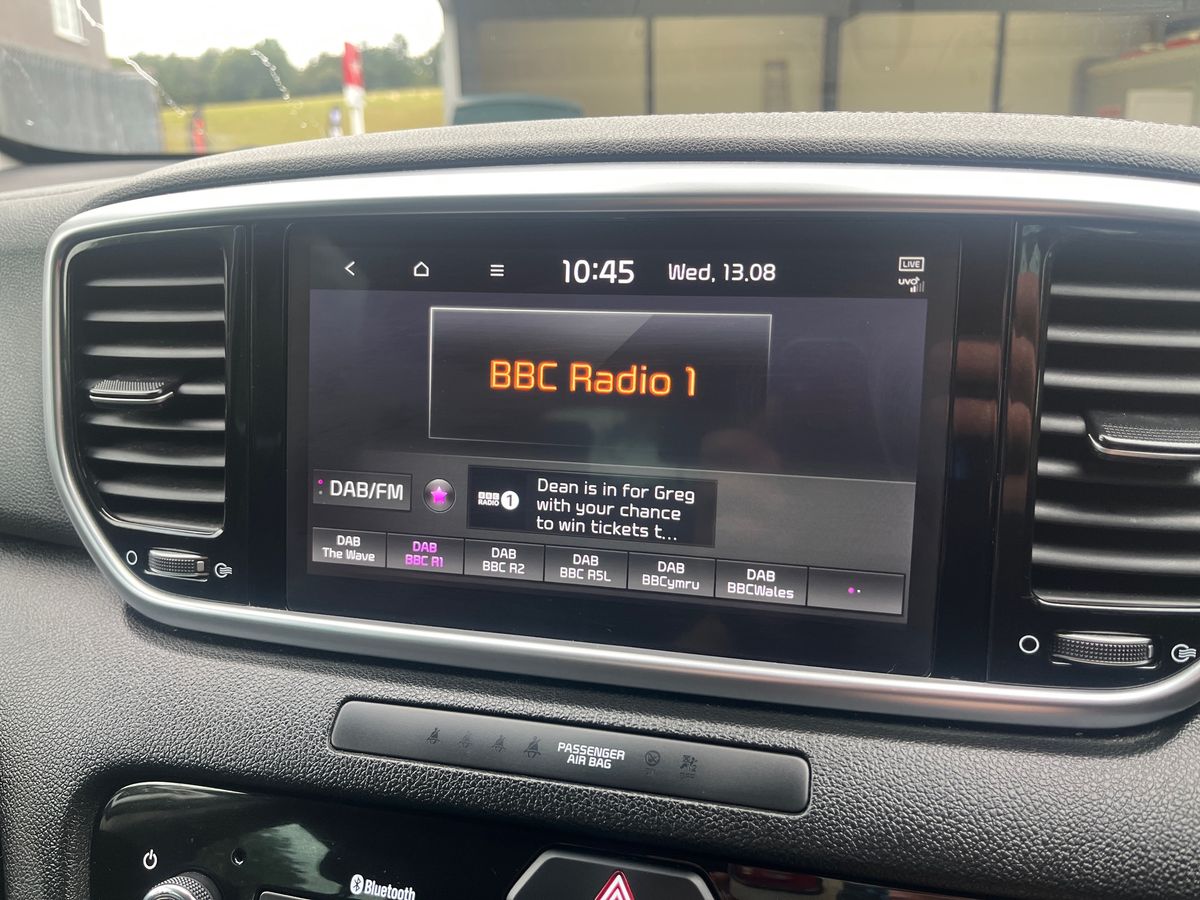 10:45 Wed, 13.08
LIVE
UVO
BBC Radio 1
DAB/FM
BBC
RADIO 1
Dean is in for Greg
with your chance
to win tickets t...
DAB
The Wave
DAB
BBC R1
DAB
BBC R2
DAB
BBC R5L
DAB
BBCymru
DAB
BBCWales
PASSENGER
AIR BAG
Bluetooth